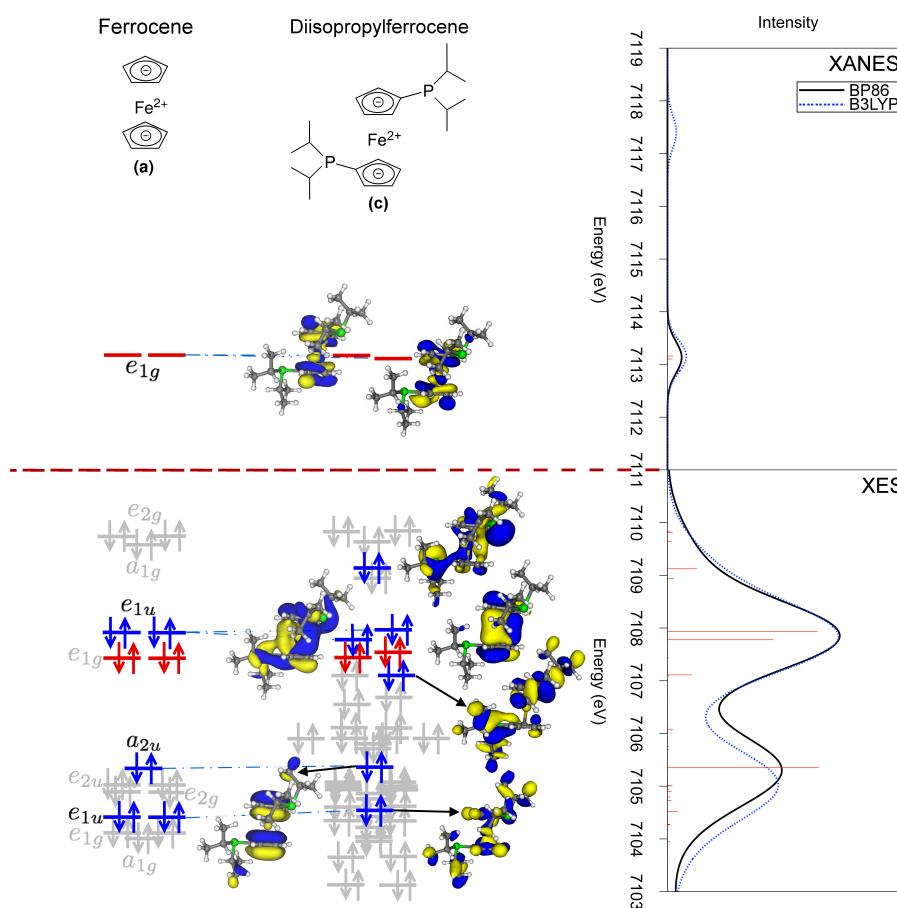 Ferrocene
Diisopropylferrocene
Fe2+
(a)
P
Fe2+
P
(c)
e1g
e2g
a1g
e1u
e1g
a2u
e2u
e2g
e1u
e1g
a1g
Intensity
XANES
BP86
B3LYP
7119
7118
7117
7116
7115
7114
7113
7112
7111
Energy (eV)
XES
7110
7109
7108
7107
7106
7105
7104
7103
Energy (eV)